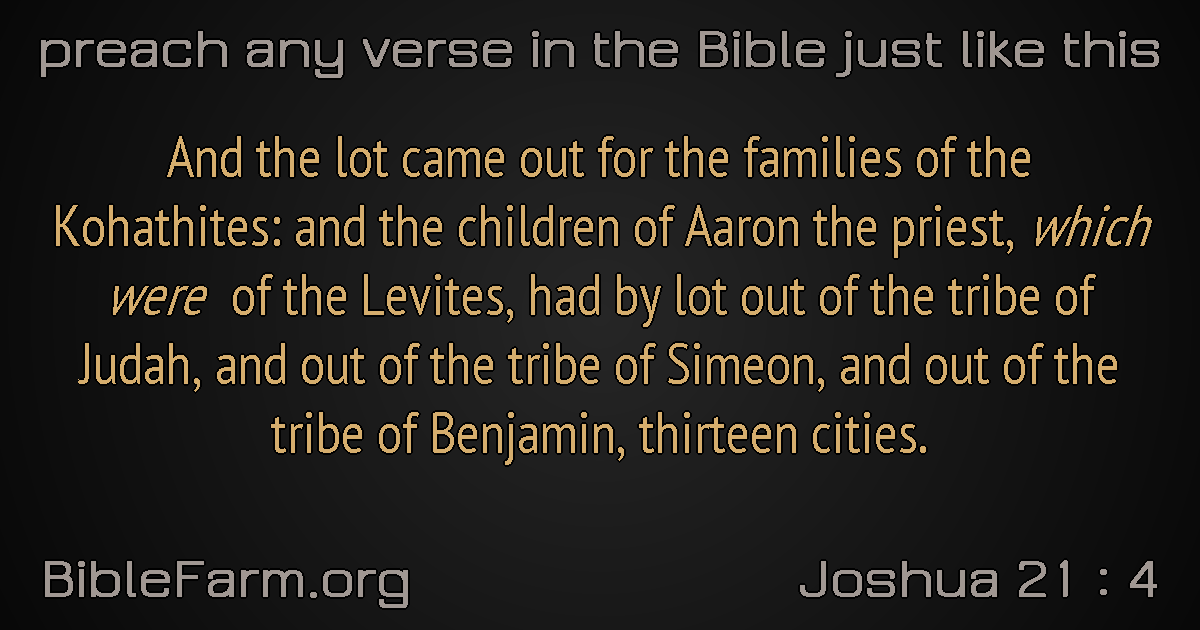 preach any verse in the Bible just like this
And the lot came out for the families of the
Kohathites: and the children of Aaron the priest, which
were of the Levites, had by lot out of the tribe of
Judah, and out of the tribe of Simeon, and out of the
tribe of Benjamin, thirteen cities.
BibleFarm.org
Joshua 21 : 4